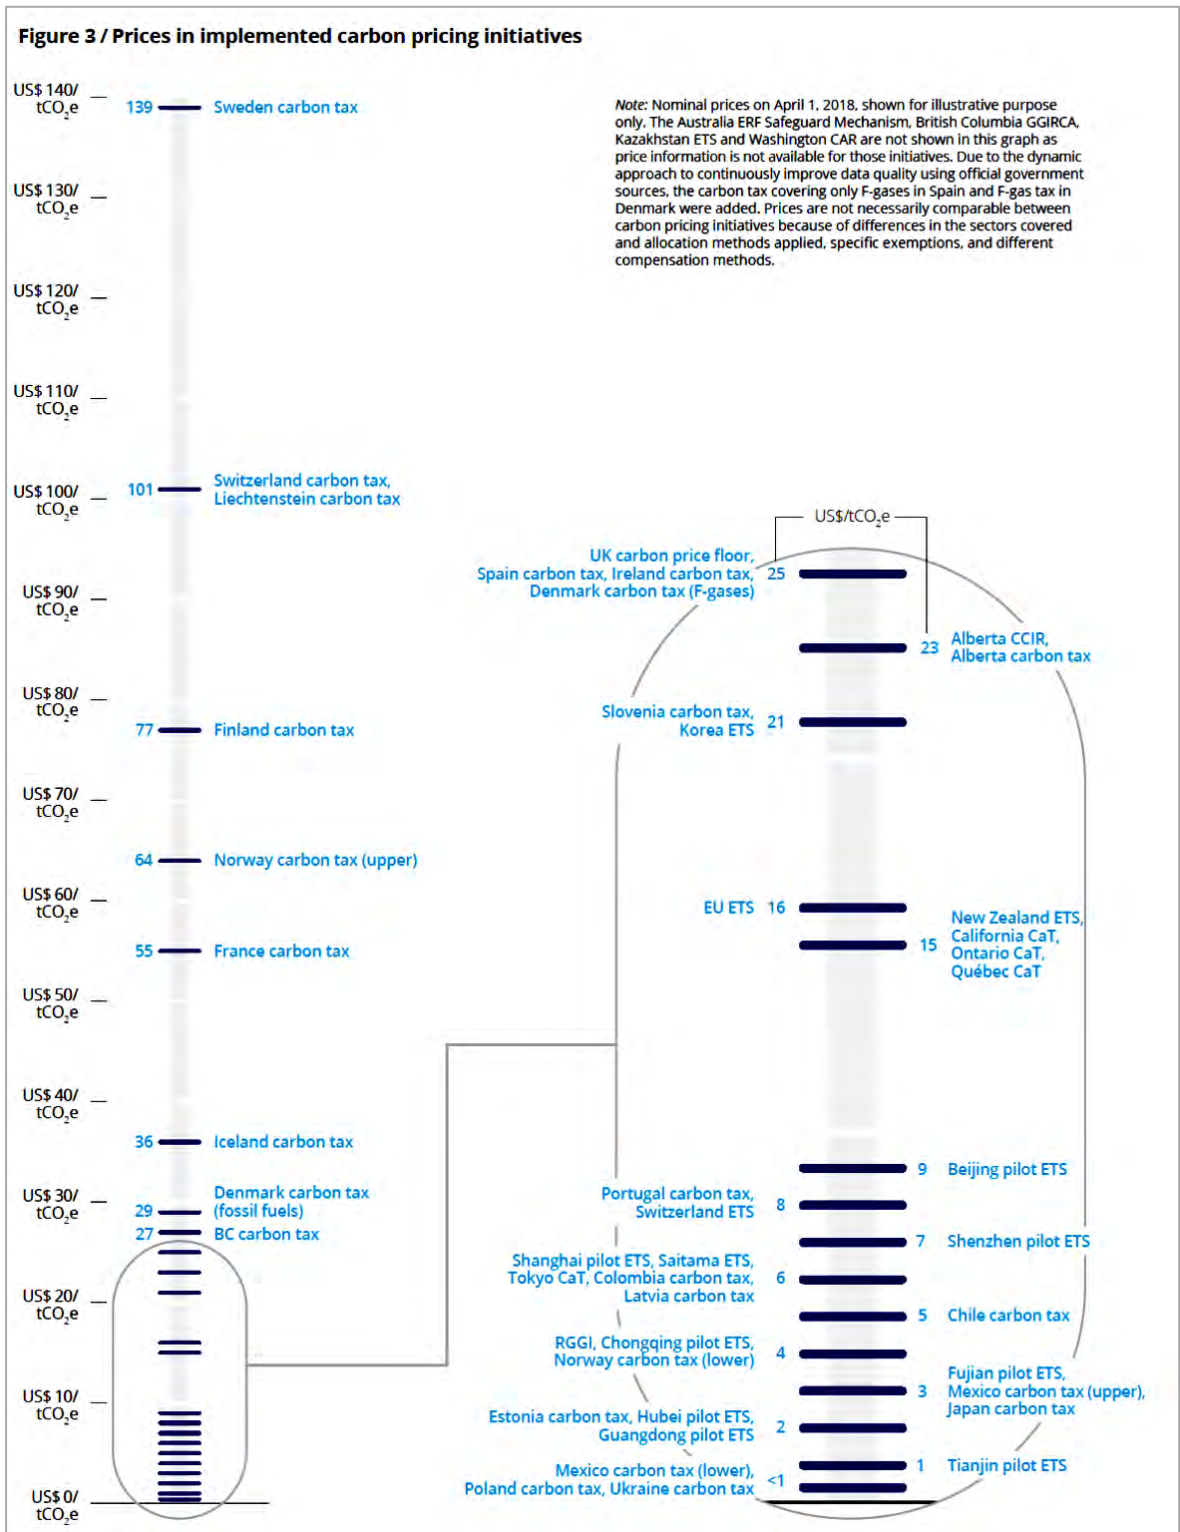 Figure 3 / Prices in implemented carbon pricing initiatives
US$ 140/
tCO₂e
139
Sweden carbon tax
Note: Nominal prices on April 1, 2018, shown for illustrative purpose
only. The Australia ERF Safeguard Mechanism, British Columbia GGIRCA,
Kazakhstan ETS and Washington CAR are not shown in this graph as
price information is not available for those initiatives. Due to the dynamic
approach to continuously improve data quality using official government
sources, the carbon tax covering only F-gases in Spain and F-gas tax in
Denmark were added. Prices are not necessarily comparable between
carbon pricing initiatives because of differences in the sectors covered
and allocation methods applied, specific exemptions, and different
compensation methods.
US$ 130/
tCO₂e
US$ 120/
tCO₂e
US$ 110/
tCO₂e
US$ 100/
tCO₂e
101
Switzerland carbon tax,
Liechtenstein carbon tax
US$ 90/
tCO₂e
US$ 80/
tCO₂e
77
Finland carbon tax
US$ 70/
tCO₂e
64
Norway carbon tax (upper)
US$ 60/
tCO₂e
55
France carbon tax
US$ 50/
tCO₂e
US$ 40/
tCO₂e
36
Iceland carbon tax
US$ 30/
tCO₂e
29
Denmark carbon tax
(fossil fuels)
27
BC carbon tax
US$ 20/
tCO₂e
US$ 10/
tCO₂e
US$ 0/
tCO₂e
US$/tCO₂e
UK carbon price floor,
Spain carbon tax, Ireland carbon tax,
Denmark carbon tax (F-gases)
25
23
Alberta CCIR,
Alberta carbon tax
Slovenia carbon tax,
Korea ETS
21
EU ETS
16
15
New Zealand ETS,
California CaT,
Ontario CaT,
Québec CaT
9
Beijing pilot ETS
Portugal carbon tax,
Switzerland ETS
8
7
Shenzhen pilot ETS
Shanghai pilot ETS, Saitama ETS,
Tokyo CaT, Colombia carbon tax,
Latvia carbon tax
6
5
Chile carbon tax
RGGI, Chongqing pilot ETS,
Norway carbon tax (lower)
4
3
Fujian pilot ETS,
Mexico carbon tax (upper),
Japan carbon tax
Estonia carbon tax, Hubei pilot ETS,
Guangdong pilot ETS
2
1
Tianjin pilot ETS
Mexico carbon tax (lower),
Poland carbon tax, Ukraine carbon tax
<1